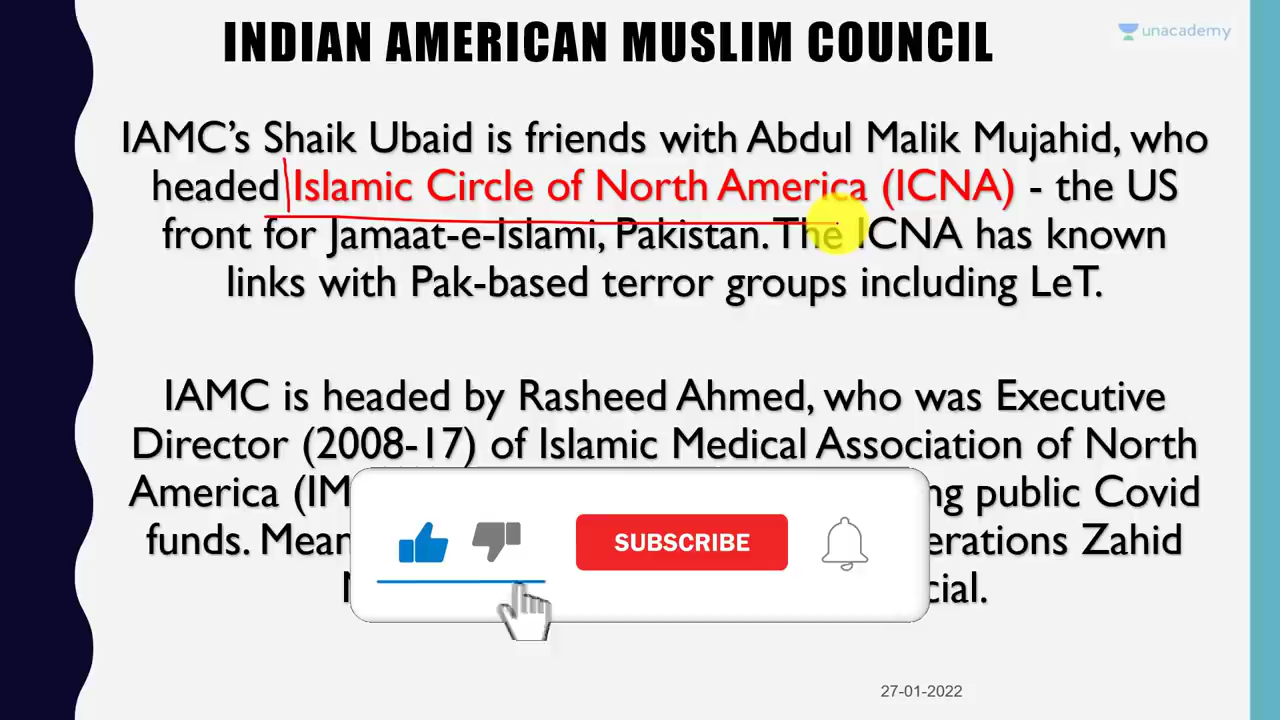 INDIAN AMERICAN MUSLIM COUNCIL
unacademy
IAMC's Shaik Ubaid is friends with Abdul Malik Mujahid, who
headed Islamic Circle of North America (ICNA) - the US
front for Jamaat-e-Islami, Pakistan. The ICNA has known
links with Pak-based terror groups including LeT.
IAMC is headed by Rasheed Ahmed, who was Executive
Director (2008-17) of Islamic Medical Association of North
America public Covid
funds. Zahid
SUBSCRIBE
27-01-2022